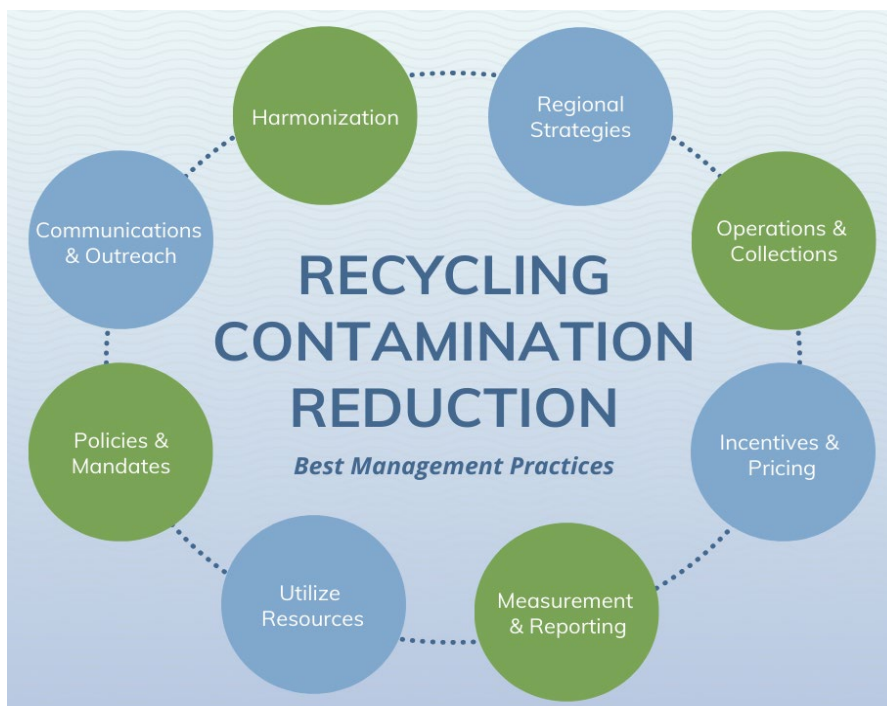 Harmonization
Regional
Strategies
Operations &
Collections
Incentives &
Pricing
Measurement
& Reporting
Utilize
Resources
Policies &
Mandates
Communications
& Outreach
RECYCLING
CONTAMINATION
REDUCTION
Best Management Practices